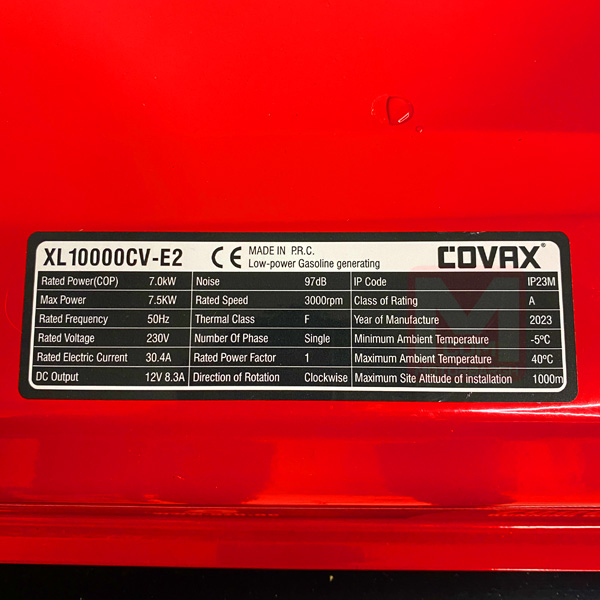 XL10000CV-E2 CE MADE IN P.R.C. COVAX®
Low-power Gasoline generating
Rated Power(COP) 7.0kW Noise 97dB IP Code IP23M
Max Power 7.5KW Rated Speed 3000rpm Class of Rating A
Rated Frequency 50Hz Thermal Class F Year of Manufacture 2023
Rated Voltage 230V Number Of Phase Single Minimum Ambient Temperature -5ºC
Rated Electric Current 30.4A Rated Power Factor 1 Maximum Ambient Temperature 40ºC
DC Output 12V 8.3A Direction of Rotation Clockwise Maximum Site Altitude of installation 1000m